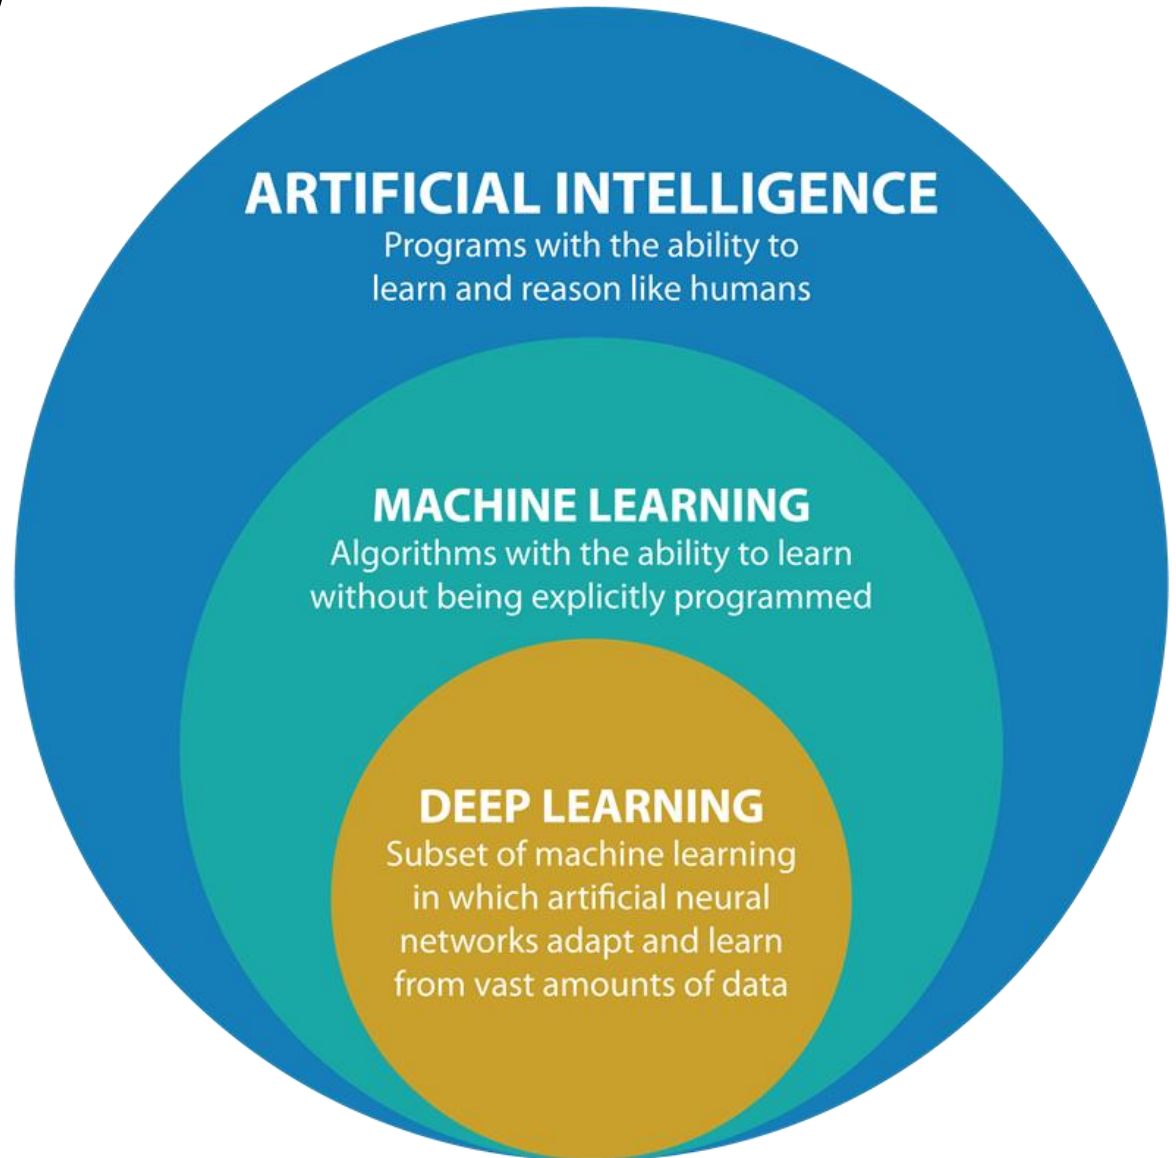 ARTIFICIAL INTELLIGENCE
Programs with the ability to
learn and reason like humans
MACHINE LEARNING
Algorithms with the ability to learn
without being explicitly programmed
DEEP LEARNING
Subset of machine learning
in which artificial neural
networks adapt and learn
from vast amounts of data